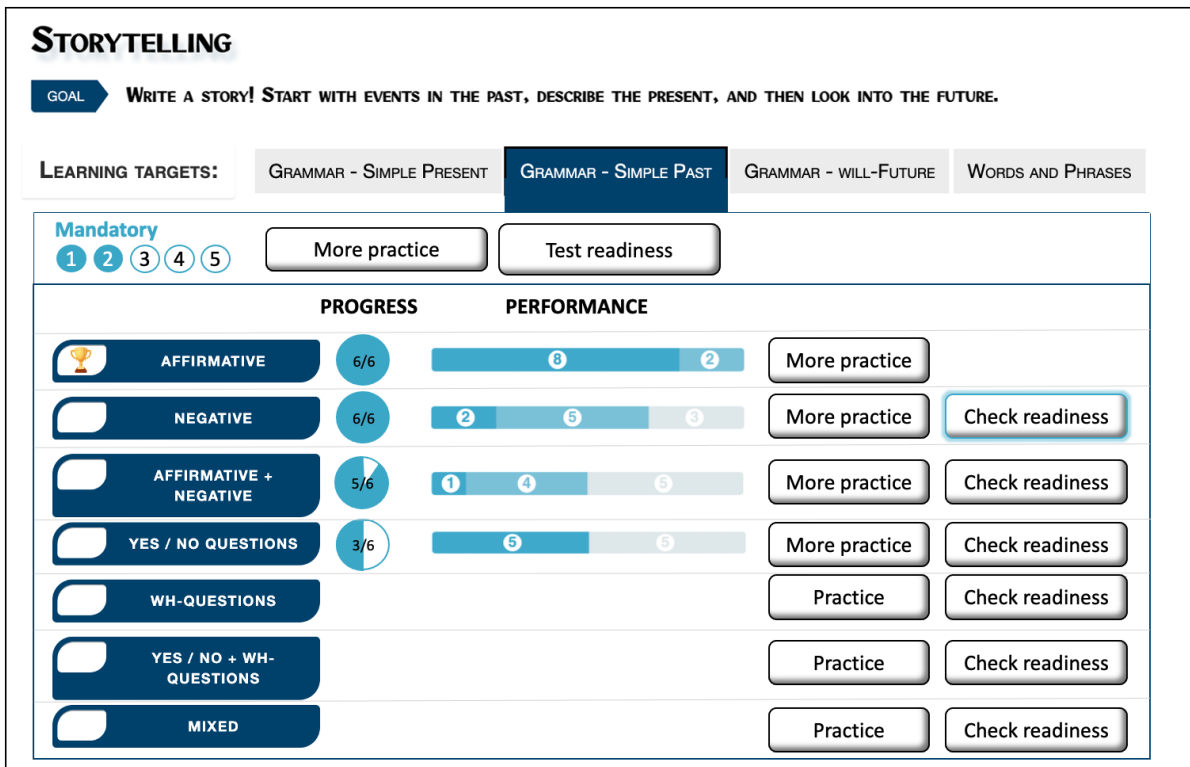 STORYTELLING
GOAL WRITE A STORY! START WITH EVENTS IN THE PAST, DESCRIBE THE PRESENT, AND THEN LOOK INTO THE FUTURE.
LEARNING TARGETS: GRAMMAR - SIMPLE PRESENT GRAMMAR - SIMPLE PAST GRAMMAR - WILL-FUTURE WORDS AND PHRASES
Mandatory
1 2 3 4 5 More practice Test readiness
PROGRESS PERFORMANCE
AFFIRMATIVE 6/6 8 2 More practice
NEGATIVE 6/6 2 5 3 More practice Check readiness
AFFIRMATIVE +
NEGATIVE 5/6 1 4 5 More practice Check readiness
YES / NO QUESTIONS 3/6 5 5 More practice Check readiness
WH-QUESTIONS Practice Check readiness
YES / NO + WH-
QUESTIONS Practice Check readiness
MIXED Practice Check readiness